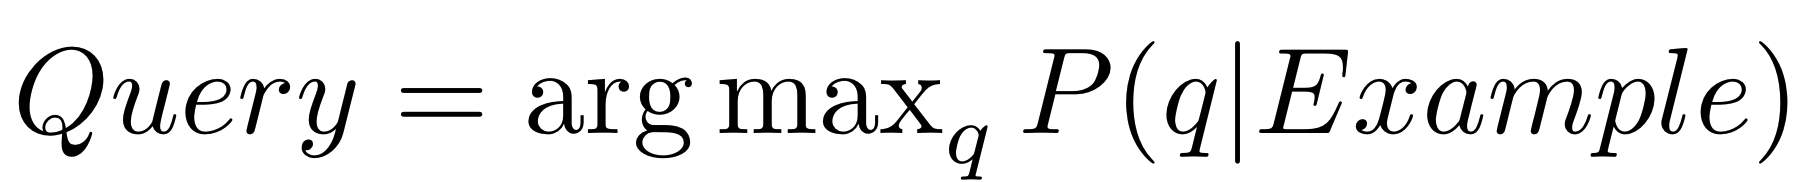 Query = arg max_q P(q|Example)